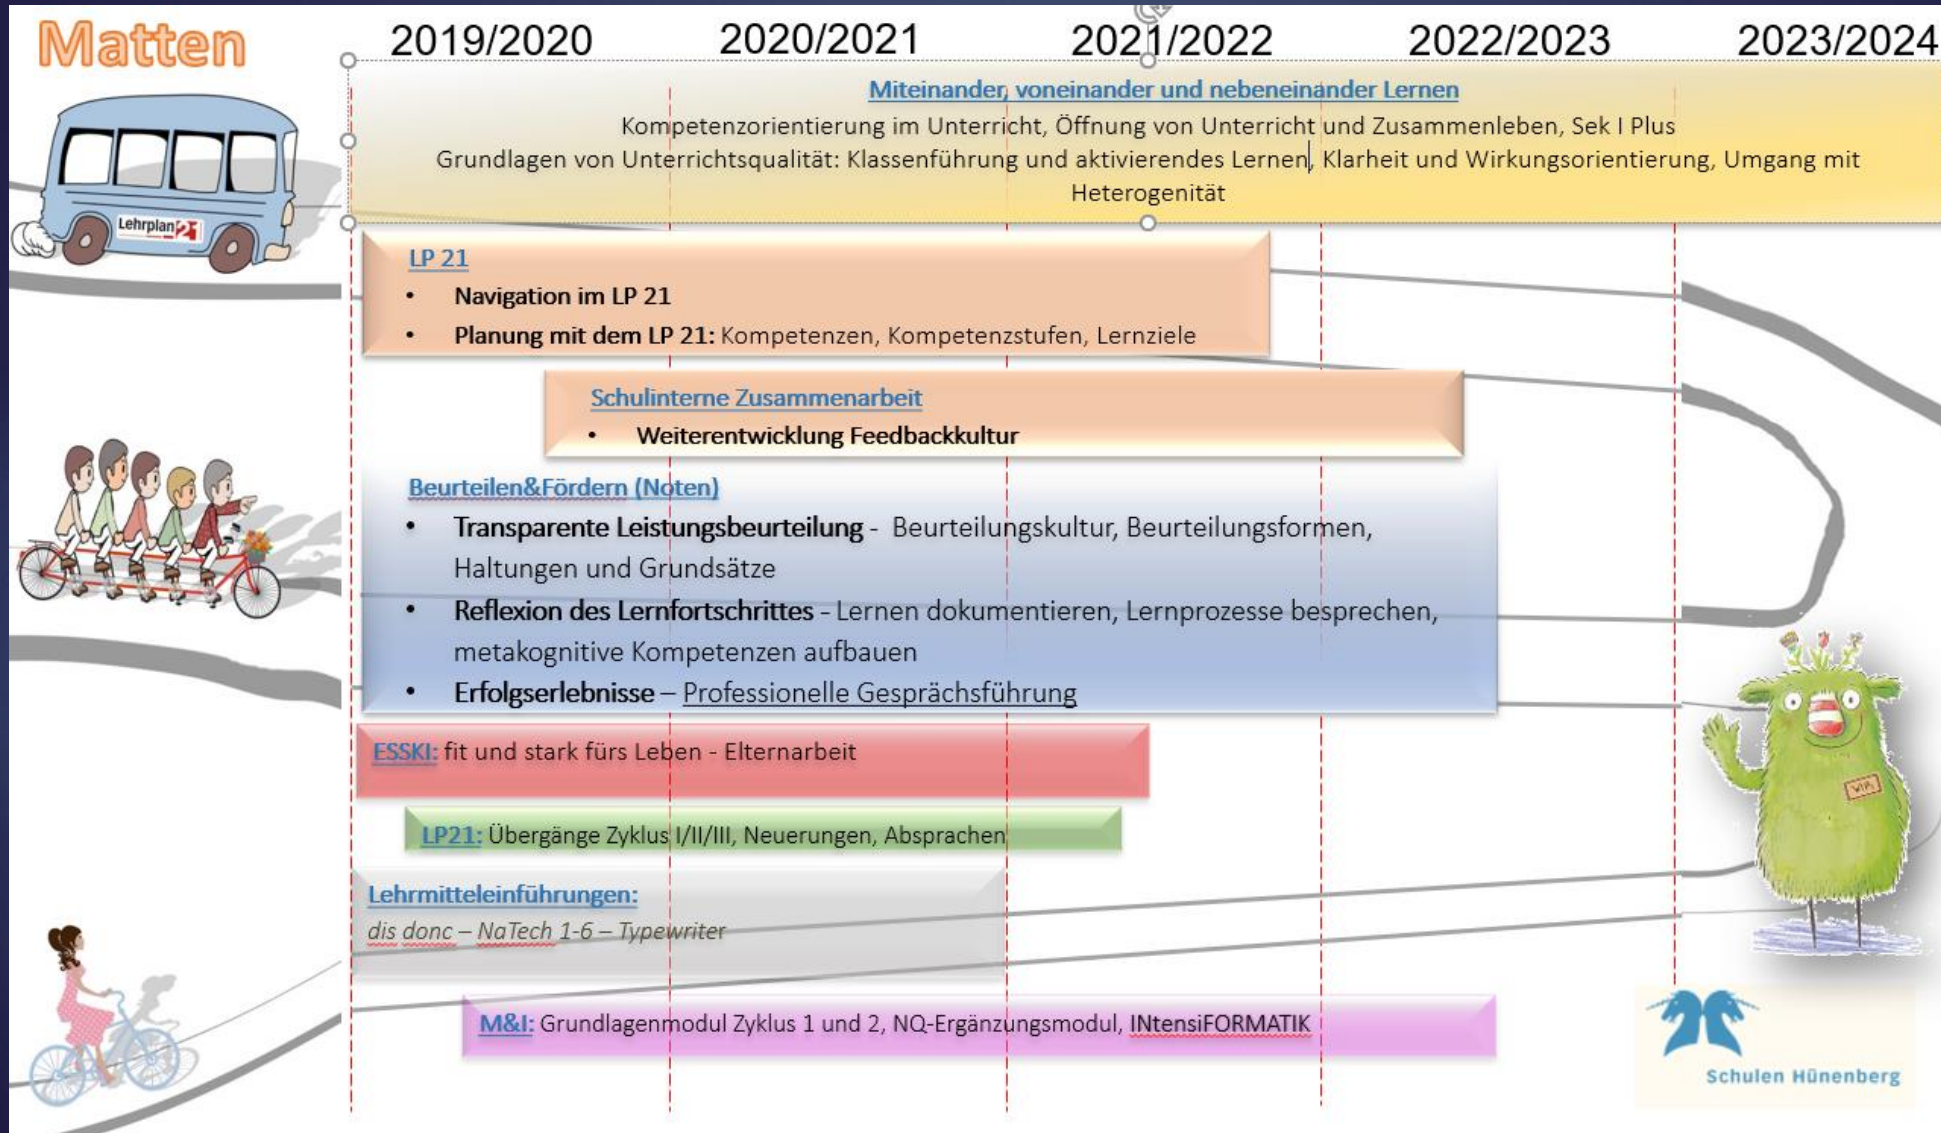 Matten
2019/2020 2020/2021 2021/2022 2022/2023 2023/2024
Miteinander, voneinander und nebeneinander Lernen
Kompetenzorientierung im Unterricht, Öffnung von Unterricht und Zusammenleben, Sek I Plus
Grundlagen von Unterrichtsqualität: Klassenführung und aktivierendes Lernen, Klarheit und Wirkungsorientierung, Umgang mit
Heterogenität
Lehrplan 21
LP 21
• Navigation im LP 21
• Planung mit dem LP 21: Kompetenzen, Kompetenzstufen, Lernziele
Schulinterne Zusammenarbeit
• Weiterentwicklung Feedbackkultur
Beurteilen&Fördern (Noten)
• Transparente Leistungsbeurteilung - Beurteilungskultur, Beurteilungsformen,
Haltungen und Grundsätze
• Reflexion des Lernfortschrittes - Lernen dokumentieren, Lernprozesse besprechen,
metakognitive Kompetenzen aufbauen
• Erfolgserlebnisse – Professionelle Gesprächsführung
ESSKI: fit und stark fürs Leben - Elternarbeit
LP21: Übergänge Zyklus I/II/III, Neuerungen, Absprachen
Lehrmitteleinführungen:
dis donc – NaTech 1-6 – Typewriter
M&I: Grundlagenmodul Zyklus 1 und 2, NQ-Ergänzungsmodul, INtensiFORMATIK
Schulen Hünenberg